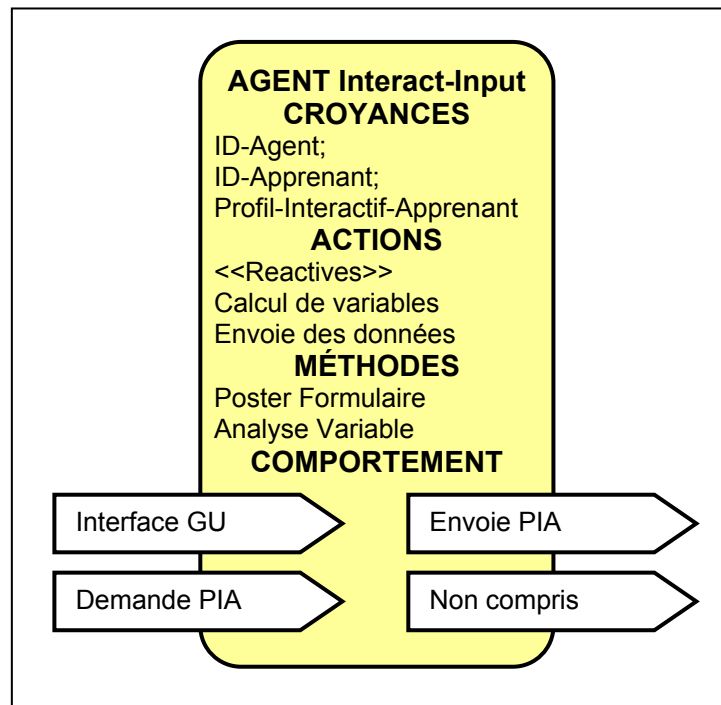 AGENT Interact-Input
CROYANCES
ID-Agent;
ID-Apprenant;
Profil-Interactif-Apprenant
ACTIONS
<<Reactives>>
Calcul de variables
Envoie des données
MÉTHODES
Poster Formulaire
Analyse Variable
COMPORTEMENT
Interface GU
Envoie PIA
Demande PIA
Non compris